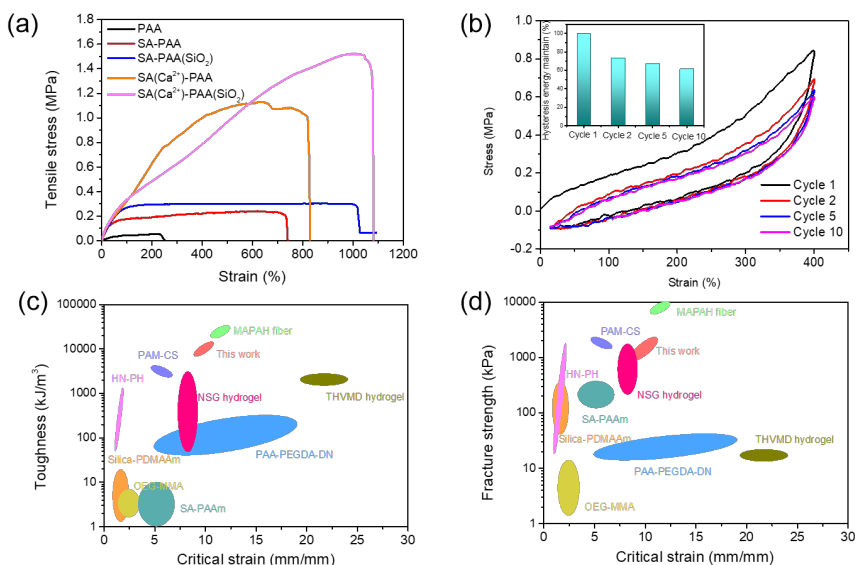 (a)
PAA
SA-PAA
SA-PAA(SiO₂)
SA(Ca²⁺)-PAA
SA(Ca²⁺)-PAA(SiO₂)
Tensile stress (MPa)
1.8
1.5
1.2
0.9
0.6
0.3
0.0
0 200 400 600 800 1000 1200
Strain (%)
(b)
Hysteresis energy maintain (%)
100
80
60
40
20
0
Cycle 1 Cycle 2 Cycle 5 Cycle 10
Stress (MPa)
1.0
0.8
0.6
0.4
0.2
0.0
-0.2
Cycle 1
Cycle 2
Cycle 5
Cycle 10
0 100 200 300 400
Strain (%)
(c)
Toughness (kJ/m³)
100000
10000
1000
100
10
1
MAPAH fiber
PAM-CS
This work
HN-PH
NSG hydrogel
THVMD hydrogel
Silica-PDMAAm
PAA-PEGDA-DN
OEG-MMA
SA-PAAm
0 5 10 15 20 25 30
Critical strain (mm/mm)
(d)
Fracture strength (kPa)
10000
1000
100
10
1
MAPAH fiber
PAM-CS
This work
HN-PH
NSG hydrogel
SA-PAAm
Silica-PDMAAm
THVMD hydrogel
PAA-PEGDA-DN
OEG-MMA
0 5 10 15 20 25 30
Critical strain (mm/mm)